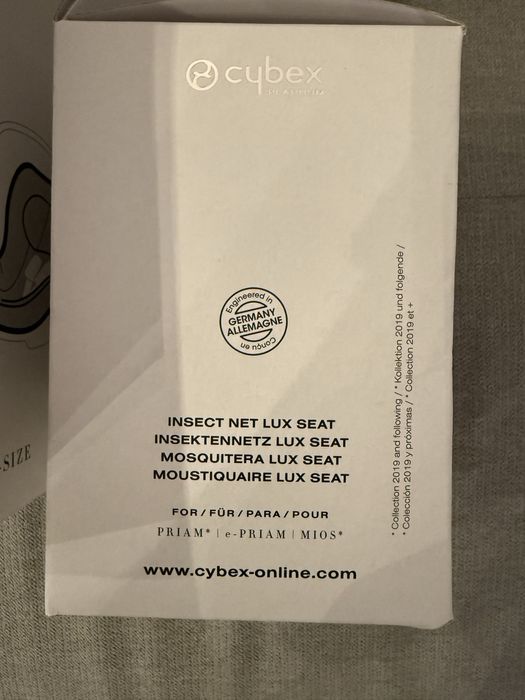 cybex
PLATINUM
Engineered in
GERMANY
ALLEMAGNE
Conçu en
INSECT NET LUX SEAT
INSEKTENNETZ LUX SEAT
MOSQUITERA LUX SEAT
MOUSTIQUAIRE LUX SEAT
FOR / FÜR / PARA / POUR
PRIAM* | e-PRIAM | MIOS*
www.cybex-online.com
* Collection 2019 and following / * Kollektion 2019 und folgende /
* Colección 2019 y próximas / * Collection 2019 et +
-SIZE